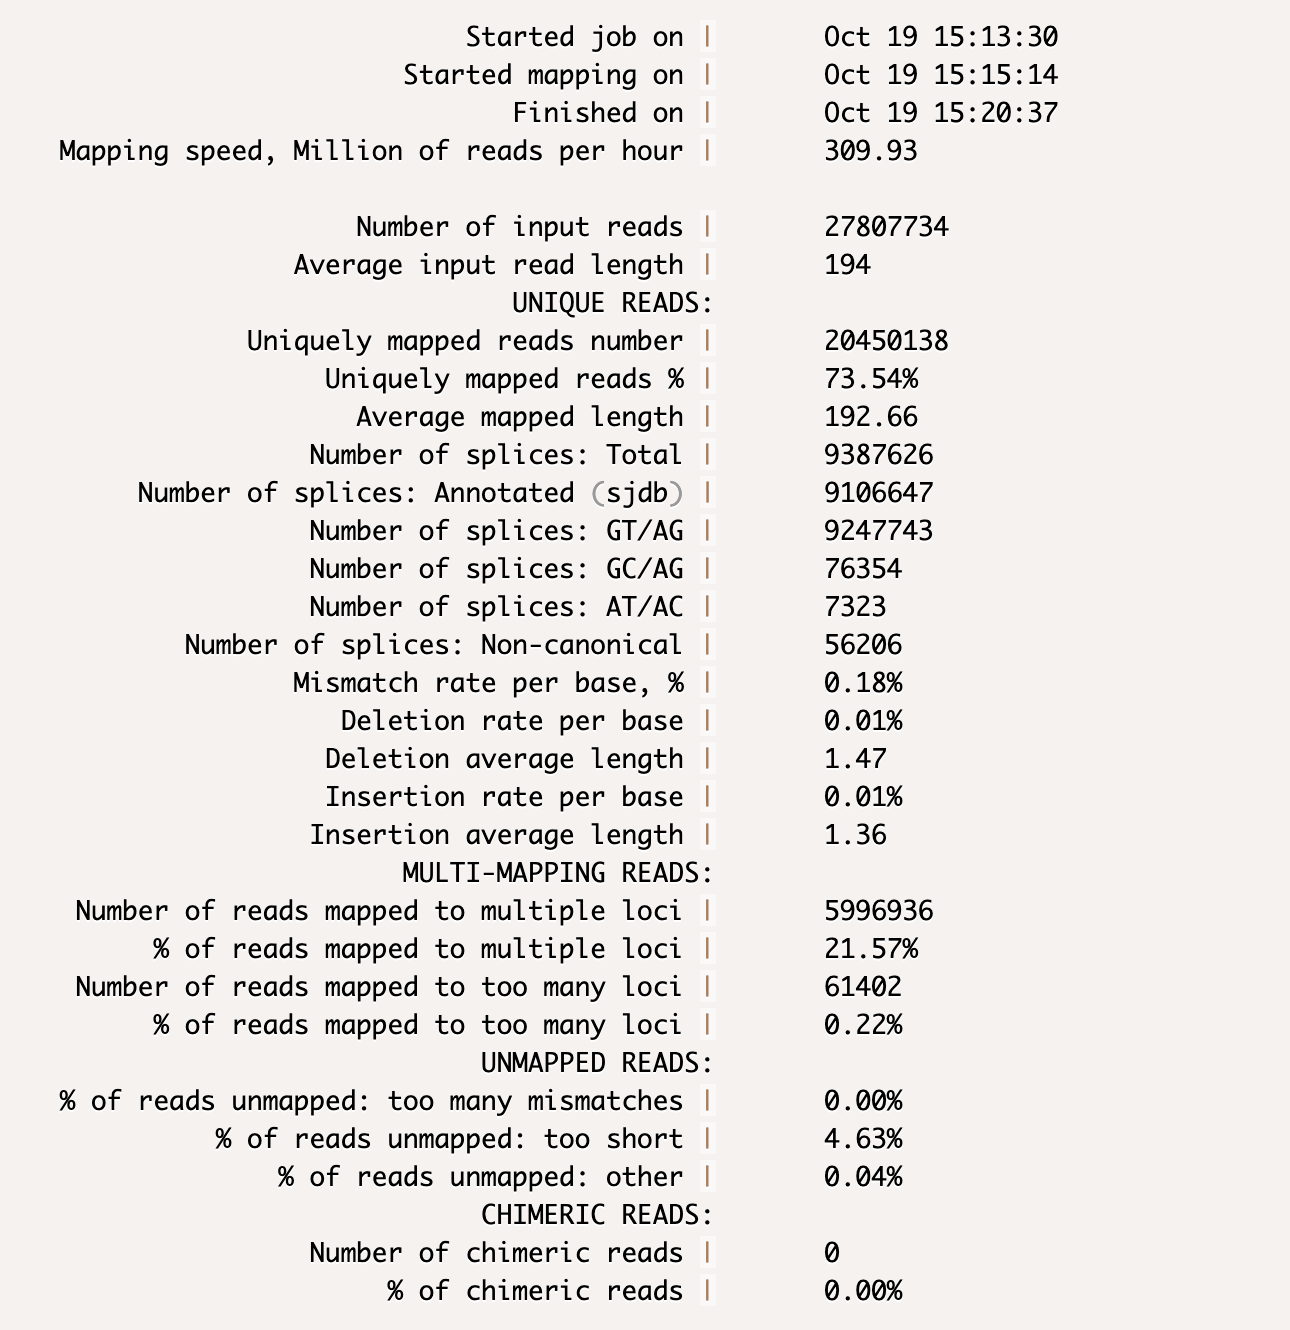 Started job on | Oct 19 15:13:30
Started mapping on | Oct 19 15:15:14
Finished on | Oct 19 15:20:37
Mapping speed, Million of reads per hour | 309.93
Number of input reads | 27807734
Average input read length | 194
UNIQUE READS:
Uniquely mapped reads number | 20450138
Uniquely mapped reads % | 73.54%
Average mapped length | 192.66
Number of splices: Total | 9387626
Number of splices: Annotated (sjdb) | 9106647
Number of splices: GT/AG | 9247743
Number of splices: GC/AG | 76354
Number of splices: AT/AC | 7323
Number of splices: Non-canonical | 56206
Mismatch rate per base, % | 0.18%
Deletion rate per base | 0.01%
Deletion average length | 1.47
Insertion rate per base | 0.01%
Insertion average length | 1.36
MULTI-MAPPING READS:
Number of reads mapped to multiple loci | 5996936
% of reads mapped to multiple loci | 21.57%
Number of reads mapped to too many loci | 61402
% of reads mapped to too many loci | 0.22%
UNMAPPED READS:
% of reads unmapped: too many mismatches | 0.00%
% of reads unmapped: too short | 4.63%
% of reads unmapped: other | 0.04%
CHIMERIC READS:
Number of chimeric reads | 0
% of chimeric reads | 0.00%